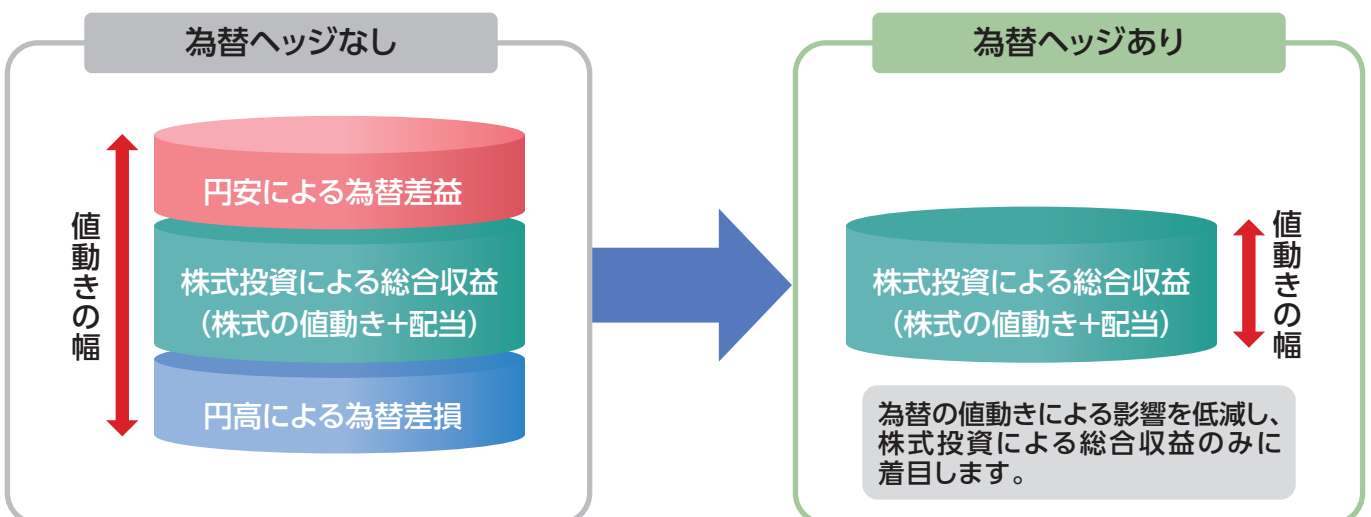 為替ヘッジなし
値動きの幅
円安による為替差益
株式投資による総合収益
（株式の値動き+配当）
円高による為替差損
為替ヘッジあり
株式投資による総合収益
（株式の値動き+配当）
値動きの幅
為替の値動きによる影響を低減し、
株式投資による総合収益のみに
着目します。